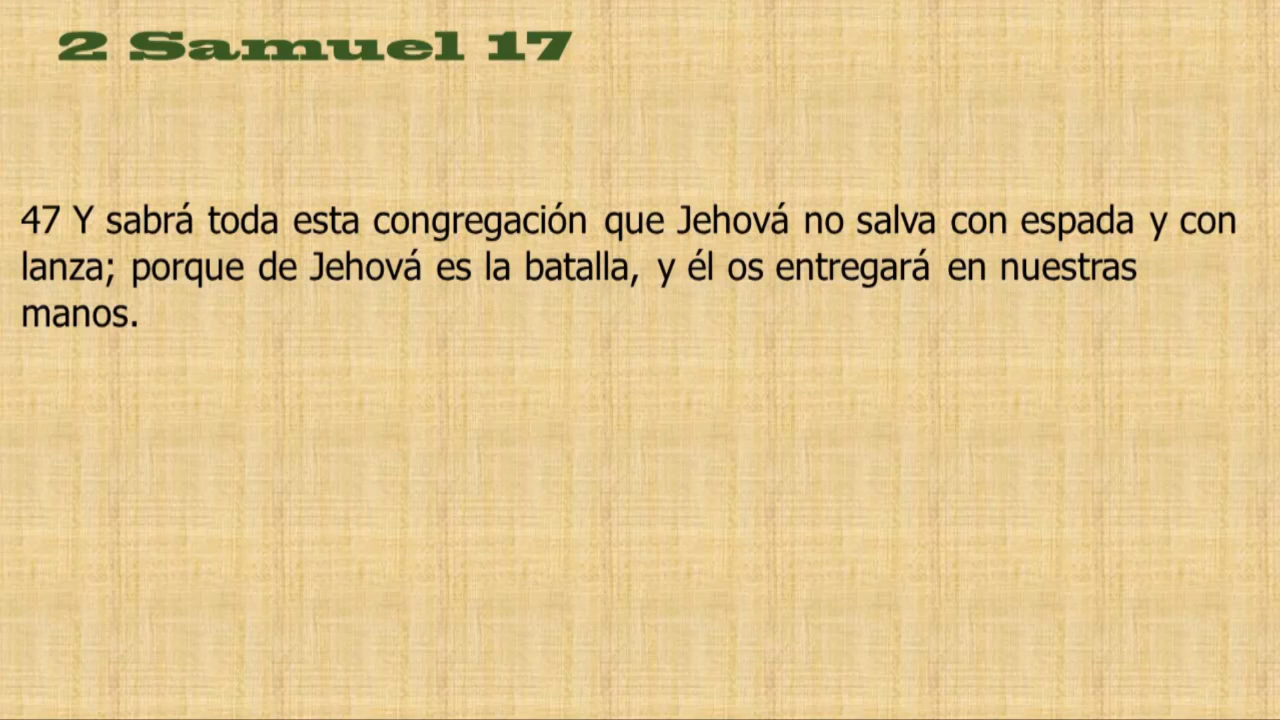 2 Samuel 17
47 Y sabrá toda esta congregación que Jehová no salva con espada y con
lanza; porque de Jehová es la batalla, y él os entregará en nuestras
manos.